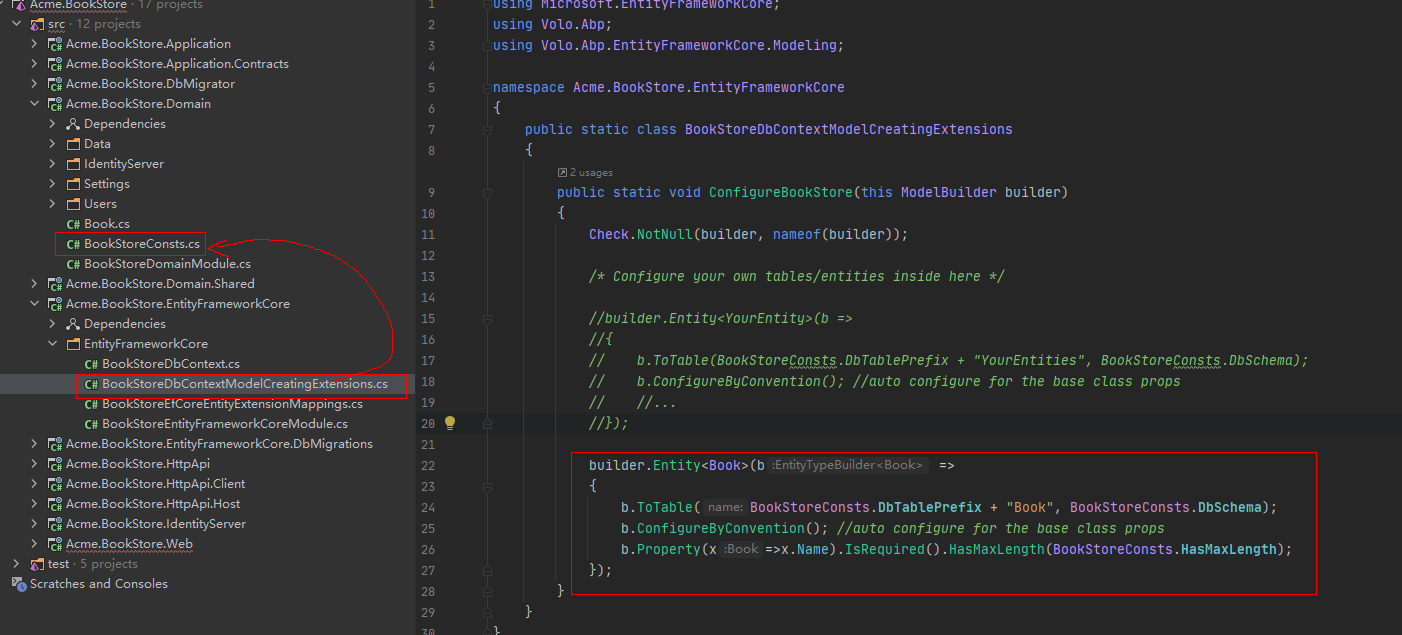 Acme.BookStore · 17 projects
src · 12 projects
Acme.BookStore.Application
Acme.BookStore.Application.Contracts
Acme.BookStore.DbMigrator
Acme.BookStore.Domain
Dependencies
Data
IdentityServer
Settings
Users
C# Book.cs
C# BookStoreConsts.cs
C# BookStoreDomainModule.cs
Acme.BookStore.Domain.Shared
Acme.BookStore.EntityFrameworkCore
Dependencies
EntityFrameworkCore
C# BookStoreDbContext.cs
C# BookStoreDbContextModelCreatingExtensions.cs
C# BookStoreEfCoreEntityExtensionMappings.cs
C# BookStoreEntityFrameworkCoreModule.cs
Acme.BookStore.EntityFrameworkCore.DbMigrations
Acme.BookStore.HttpApi
Acme.BookStore.HttpApi.Client
Acme.BookStore.HttpApi.Host
Acme.BookStore.IdentityServer
Acme.BookStore.Web
test · 5 projects
Scratches and Consoles
1 using Microsoft.EntityFrameworkCore;
2 using Volo.Abp;
3 using Volo.Abp.EntityFrameworkCore.Modeling;
4
5 namespace Acme.BookStore.EntityFrameworkCore
6 {
7 public static class BookStoreDbContextModelCreatingExtensions
8 {
2 usages
9 public static void ConfigureBookStore(this ModelBuilder builder)
10 {
11 Check.NotNull(builder, nameof(builder));
12
13 /* Configure your own tables/entities inside here */
14
15 //builder.Entity<YourEntity>(b =>
16 //{
17 // b.ToTable(BookStoreConsts.DbTablePrefix + "YourEntities", BookStoreConsts.DbSchema);
18 // b.ConfigureByConvention(); //auto configure for the base class props
19 // //...
20 //});
21
22 builder.Entity<Book>(b :EntityTypeBuilder<Book> =>
23 {
24 b.ToTable( name: BookStoreConsts.DbTablePrefix + "Book", BookStoreConsts.DbSchema);
25 b.ConfigureByConvention(); //auto configure for the base class props
26 b.Property(x :Book =>x.Name).IsRequired().HasMaxLength(BookStoreConsts.HasMaxLength);
27 });
28 }
29 }
30 }